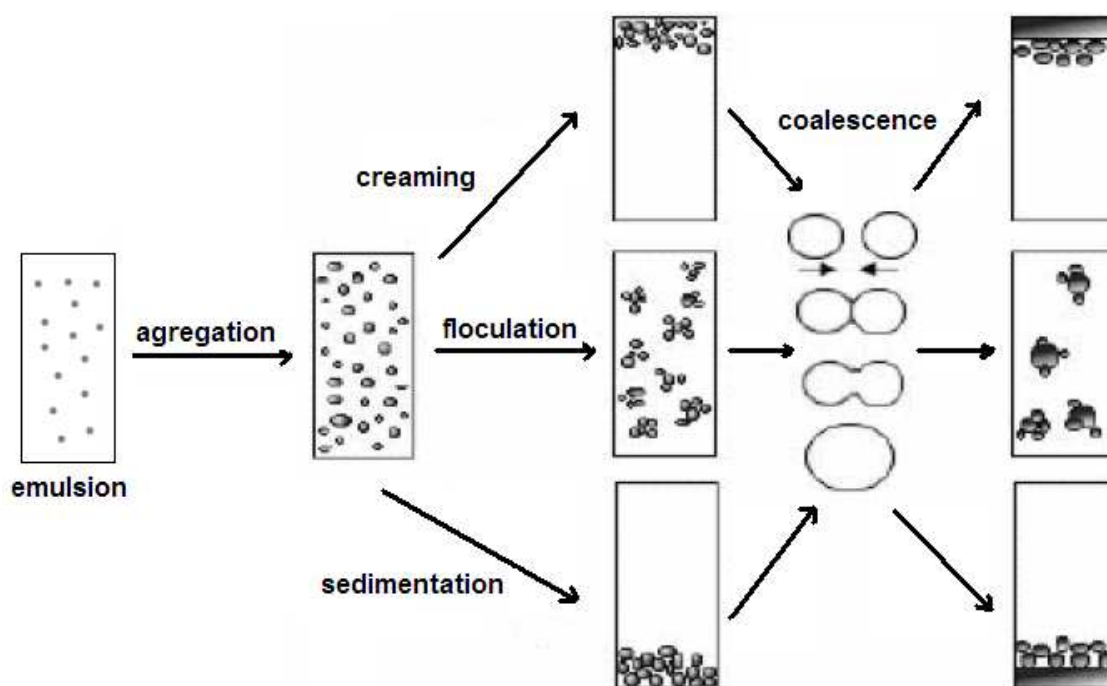 coalescence
creaming
agregation
floculation
emulsion
sedimentation